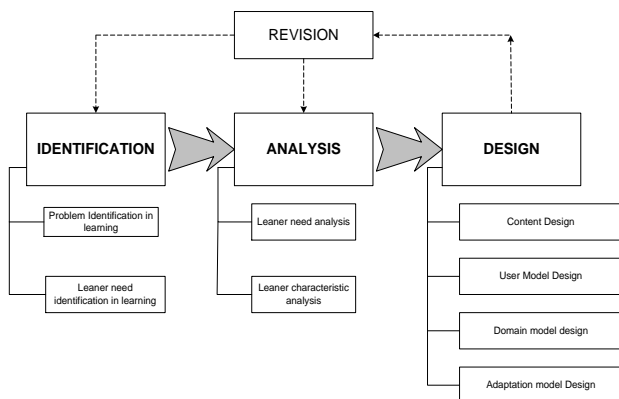 REVISION
IDENTIFICATION
ANALYSIS
DESIGN
Problem Identification in
learning
Leaner need
identification in learning
Leaner need analysis
Leaner characteristic
analysis
Content Design
User Model Design
Domain model design
Adaptation model Design